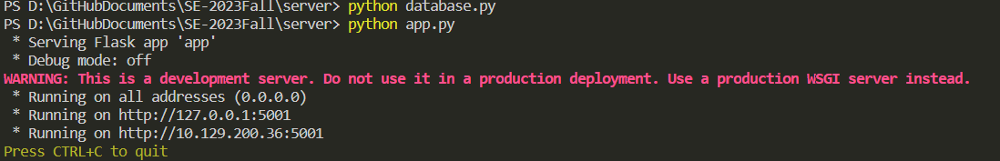 PS D:\GitHubDocuments\SE-2023Fall\server> python database.py
PS D:\GitHubDocuments\SE-2023Fall\server> python app.py
 * Serving Flask app 'app'
 * Debug mode: off
WARNING: This is a development server. Do not use it in a production deployment. Use a production WSGI server instead.
 * Running on all addresses (0.0.0.0)
 * Running on http://127.0.0.1:5001
 * Running on http://10.129.200.36:5001
Press CTRL+C to quit